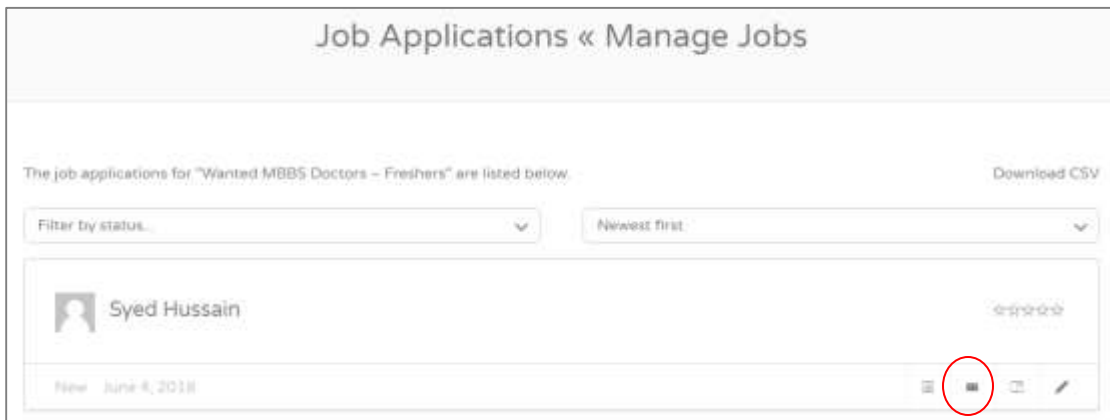 Job Applications « Manage Jobs
The job applications for "Wanted MBBS Doctors – Freshers" are listed below. Download CSV
Filter by status... Newest first
Syed Hussain
New June 4, 2018